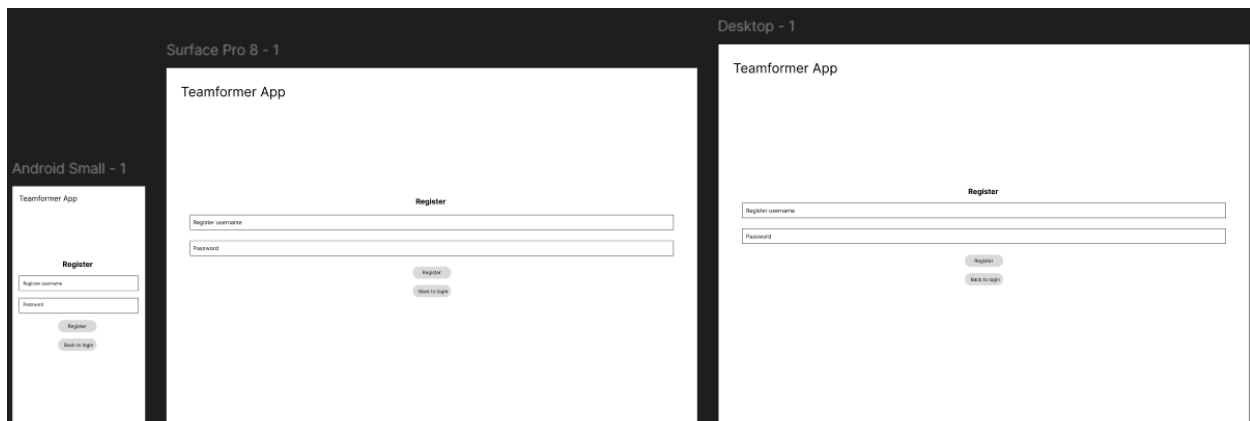 Android Small - 1
Teamformer App
Register
Register username
Password
Register
Back to login
Surface Pro 8 - 1
Teamformer App
Register
Register username
Password
Register
Back to login
Desktop - 1
Teamformer App
Register
Register username
Password
Register
Back to login